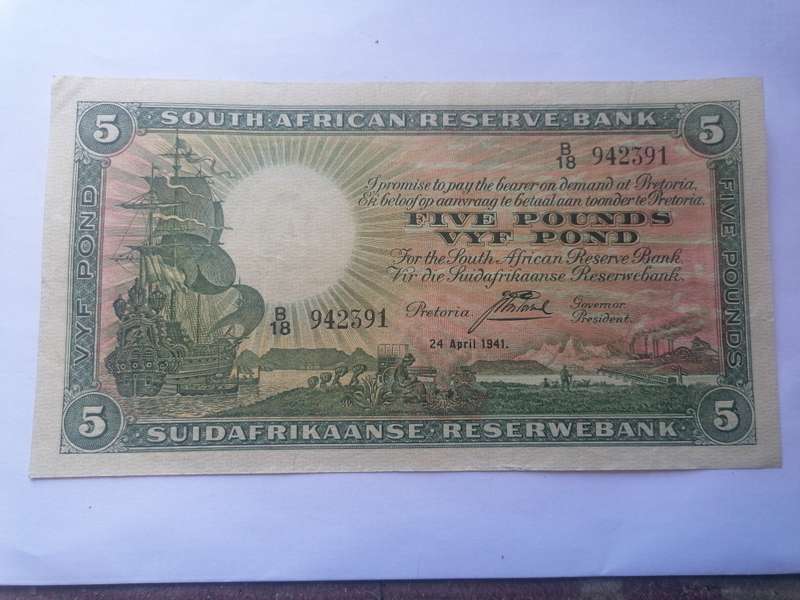 5 SOUTH AFRICAN RESERVE BANK 5
B/18 942391
I promise to pay the bearer on demand at Pretoria.
Ek beloof op aanvraag te betaal aan toonder te Pretoria.
FIVE POUNDS
VYF POND
For the South African Reserve Bank
Vir die Suidafrikaanse Reserwebank.
B/18 942391
Pretoria.
Governor.
President.
24 April 1941.
VYF POND
FIVE POUNDS
5 SUIDAFRIKAANSE RESERWEBANK 5